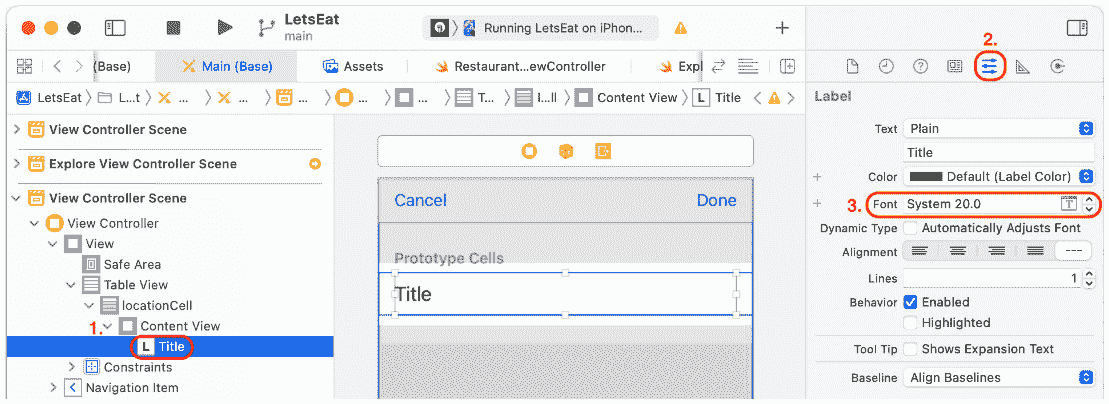 LetsEat
main
Running LetsEat on iPhon...
2.
(Base)
Main (Base)
Assets
Restaurant...ewController
Expl
LetsEat
L...t
...
...
...
...
...
T...
l...ll
Content View
L Title
Label
View Controller Scene
Text Plain
Title
Explore View Controller Scene
Color Default (Label Color)
View Controller Scene
Cancel
Done
3. Font System 20.0 T
View Controller
Dynamic Type Automatically Adjusts Font
View
Alignment ---
Safe Area
Prototype Cells
Table View
Lines 1
locationCell
Title
Behavior Enabled
1. Content View
Highlighted
L Title
Tool Tip Shows Expansion Text
Constraints
Baseline Align Baselines
Navigation Item